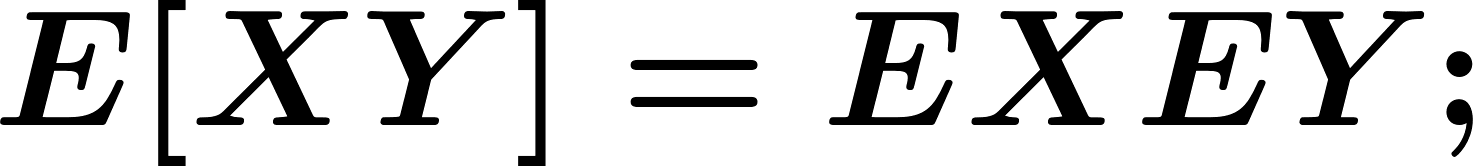 E[XY] = EXEY;